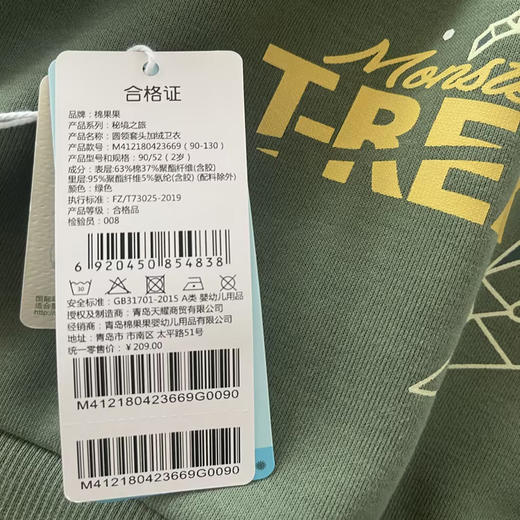 合格证
品牌：棉果果
产品系列：秘境之旅
产品名称：圆领套头加绒卫衣
产品款号：M412180423669 ( 90-130 )
产品型号和规格：90/52 ( 2岁 )
成分：表层:63%棉37%聚酯纤维(含胶)
里层:95%聚酯纤维5%氨纶(含胶) (配料除外)
颜色：绿色
执行标准：FZ/T73025-2019
产品等级：合格品
检验员：008
6 920450 854838
30
安全标准：GB31701-2015 A类 婴幼儿用品
授权及制造商：青岛天耀商贸有限公司
经销商：青岛棉果果婴幼儿用品有限公司
地址：青岛市 市南区 太平路51号
统一零售价：￥209.00
M412180423669G0090
M412180423669G0090
Monste
T-RE